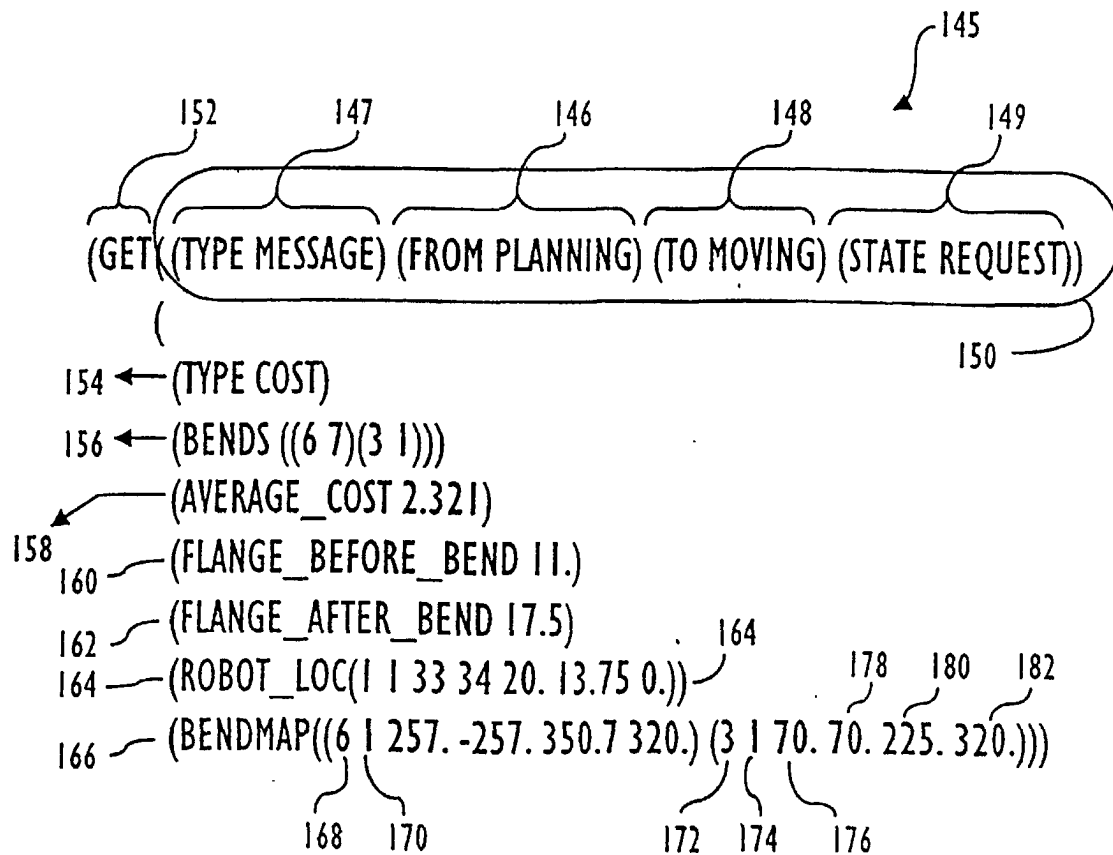 145
152 147 146 148 149
(GET((TYPE MESSAGE) (FROM PLANNING) (TO MOVING) (STATE REQUEST))
(
150
154 (TYPE COST)
156 (BENDS ((6 7)(3 1)))
(AVERAGE_COST 2.321)
158
160 (FLANGE_BEFORE_BEND 11.)
162 (FLANGE_AFTER_BEND 17.5)
164 (ROBOT_LOC(1 1 33 34 20. 13.75 0.)) 164 178 180 182
166 (BENDMAP((6 1 257. -257. 350.7 320.) (3 1 70. 70. 225. 320.)))
168 170 172 174 176